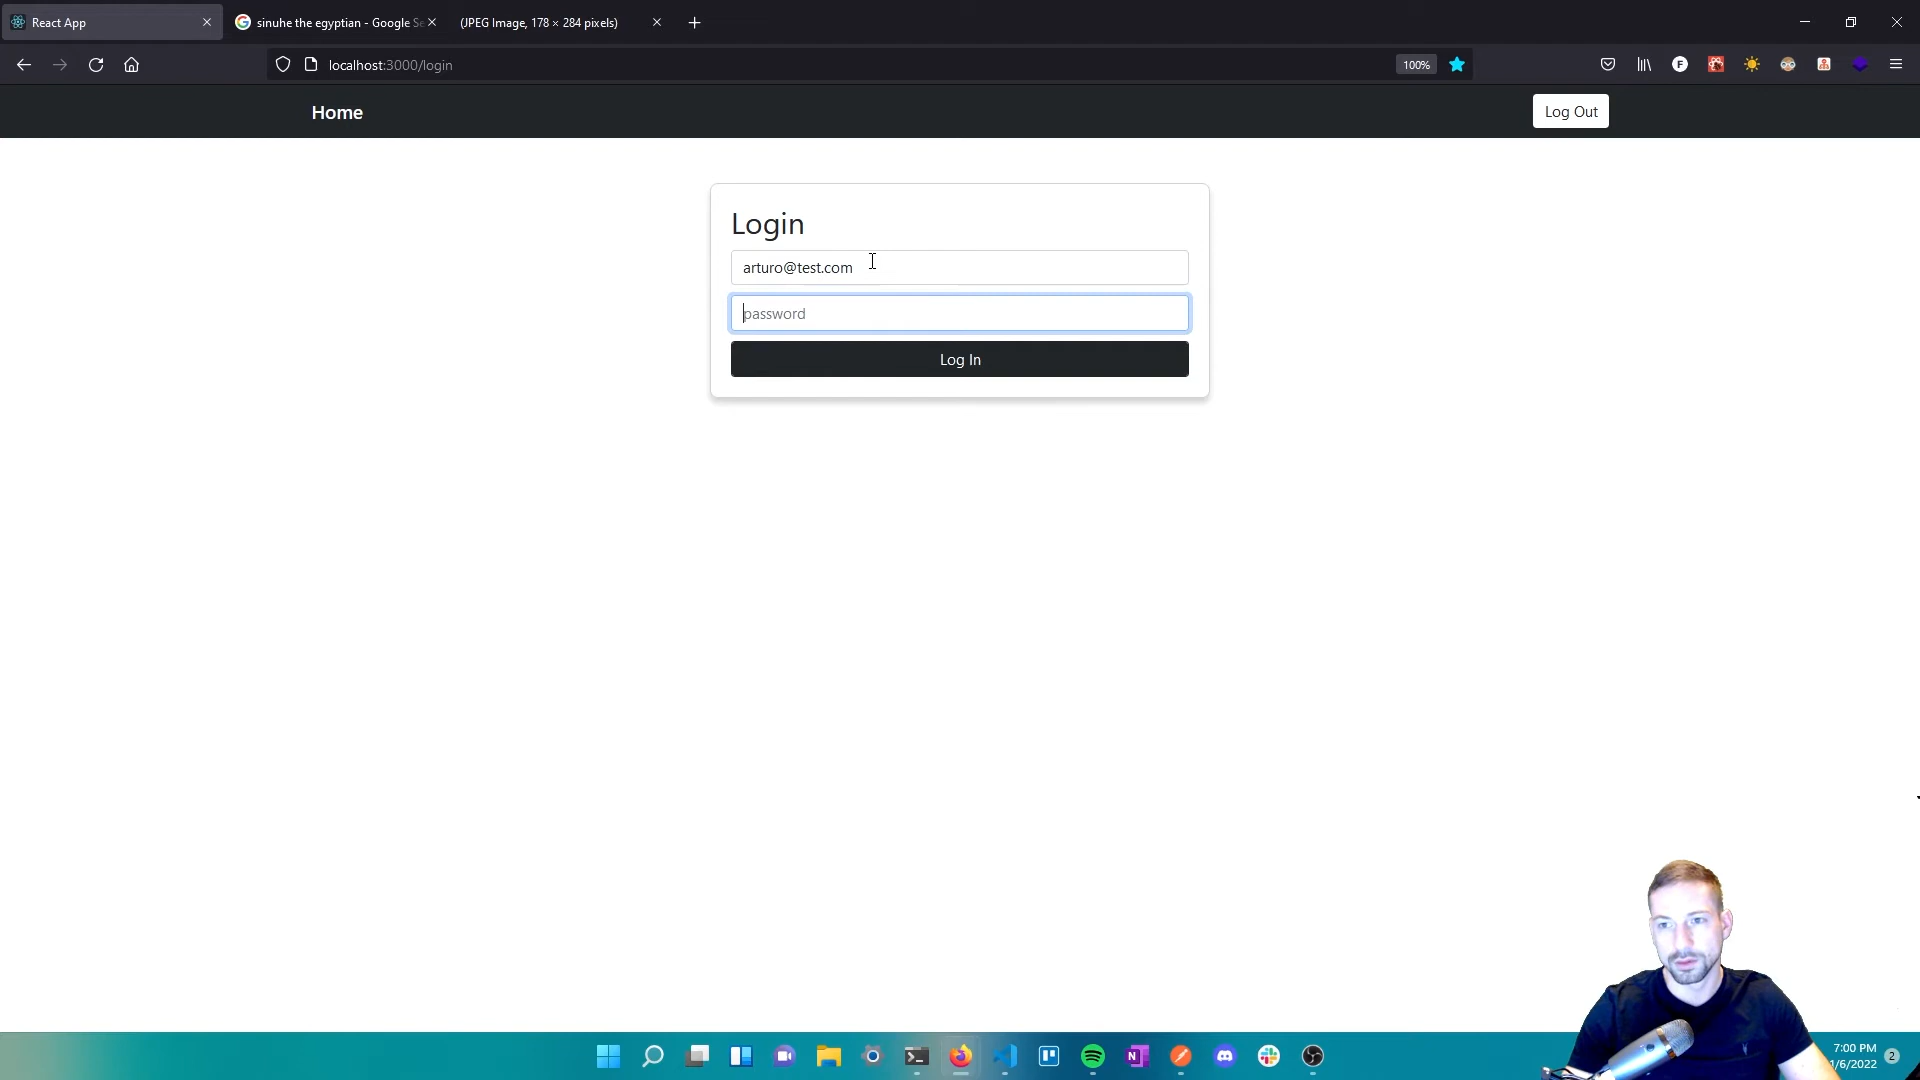 React App
sinuhe the egyptian - Google Se
(JPEG Image, 178 × 284 pixels)
localhost:3000/login
100%
F
Home
Log Out
Login
arturo@test.com
password
Log In
N
7:00 PM
/6/2022
2